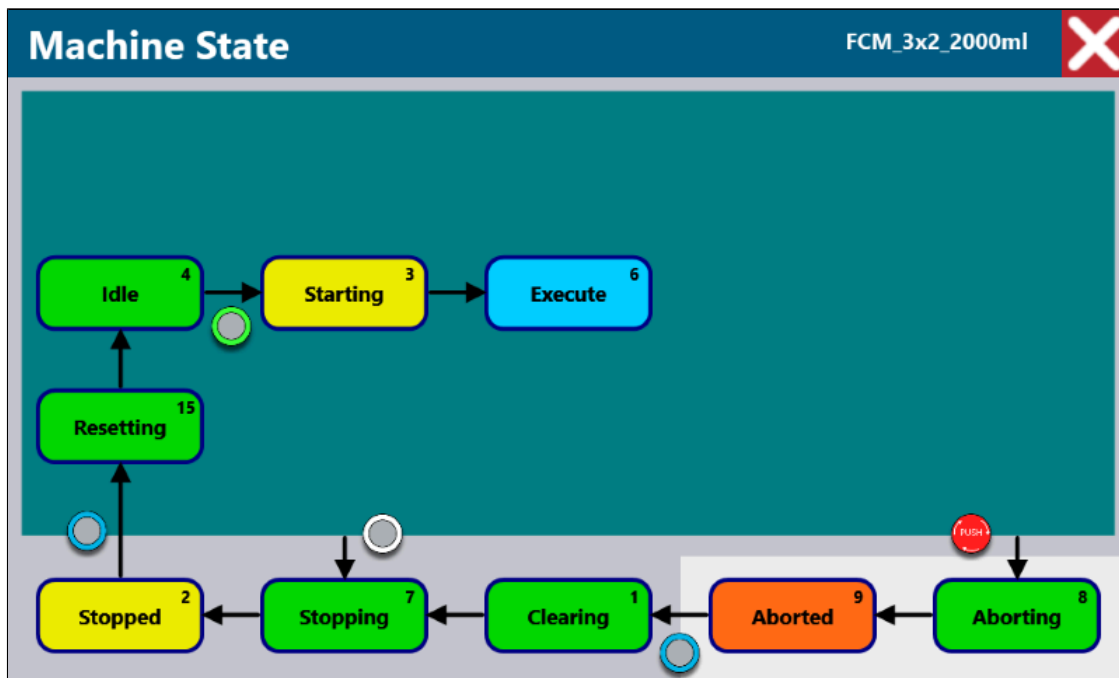 Machine State
FCM_3x2_2000ml
4
Idle
3
Starting
6
Execute
15
Resetting
PUSH
2
Stopped
7
Stopping
1
Clearing
9
Aborted
8
Aborting